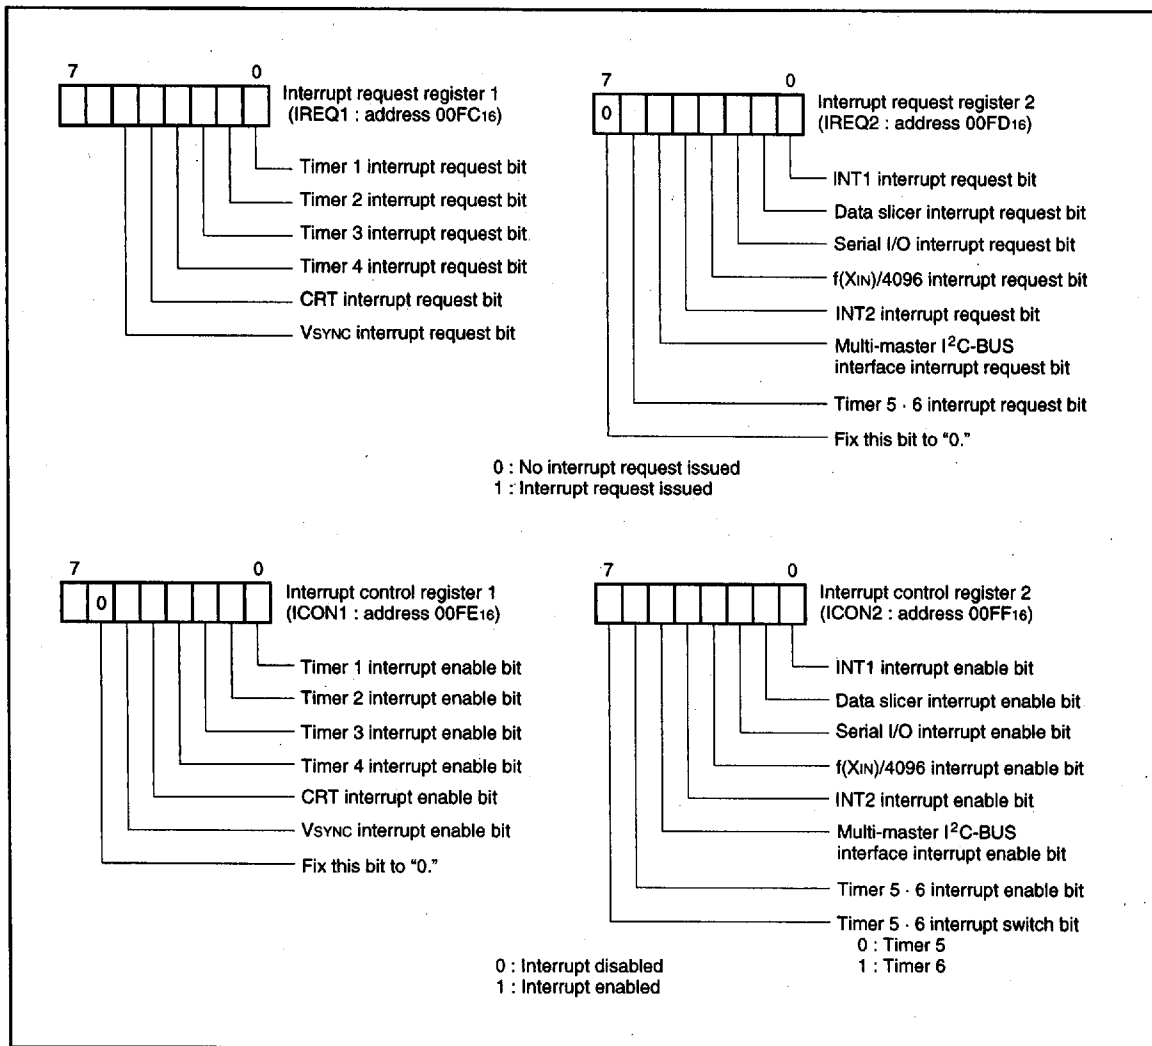 7 0
Interrupt request register 1
(IREQ1 : address 00FC16)
Timer 1 interrupt request bit
Timer 2 interrupt request bit
Timer 3 interrupt request bit
Timer 4 interrupt request bit
CRT interrupt request bit
VSYNC interrupt request bit
7 0
0
Interrupt request register 2
(IREQ2 : address 00FD16)
INT1 interrupt request bit
Data slicer interrupt request bit
Serial I/O interrupt request bit
f(XIN)/4096 interrupt request bit
INT2 interrupt request bit
Multi-master I²C-BUS
interface interrupt request bit
Timer 5 · 6 interrupt request bit
Fix this bit to “0.”
0 : No interrupt request issued
1 : Interrupt request issued
7 0
0
Interrupt control register 1
(ICON1 : address 00FE16)
Timer 1 interrupt enable bit
Timer 2 interrupt enable bit
Timer 3 interrupt enable bit
Timer 4 interrupt enable bit
CRT interrupt enable bit
VSYNC interrupt enable bit
Fix this bit to “0.”
7 0
Interrupt control register 2
(ICON2 : address 00FF16)
INT1 interrupt enable bit
Data slicer interrupt enable bit
Serial I/O interrupt enable bit
f(XIN)/4096 interrupt enable bit
INT2 interrupt enable bit
Multi-master I²C-BUS
interface interrupt enable bit
Timer 5 · 6 interrupt enable bit
Timer 5 · 6 interrupt switch bit
0 : Timer 5
1 : Timer 6
0 : Interrupt disabled
1 : Interrupt enabled